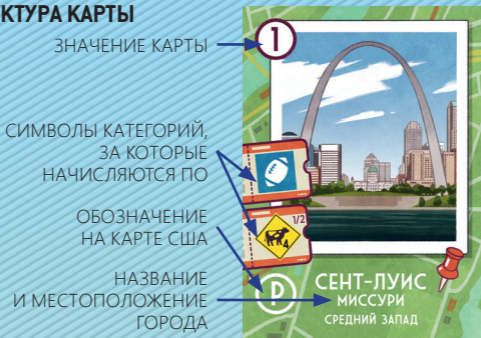 КТУРА КАРТЫ
ЗНАЧЕНИЕ КАРТЫ
1
СИМВОЛЫ КАТЕГОРИЙ,
ЗА КОТОРЫЕ
НАЧИСЛЯЮТСЯ ПО
1/2
4
ОБОЗНАЧЕНИЕ
НА КАРТЕ США
P
НАЗВАНИЕ
И МЕСТОПОЛОЖЕНИЕ
ГОРОДА
СЕНТ-ЛУИС
МИССУРИ
СРЕДНИЙ ЗАПАД